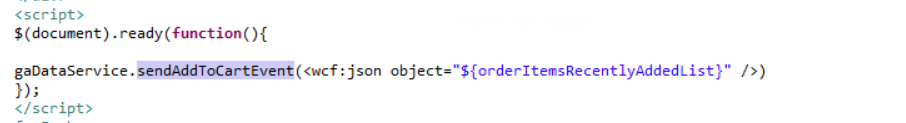 <script>
$(document).ready(function(){
gaDataService.sendAddToCartEvent(<wcf:json object="${orderItemsRecentlyAddedList}" />)
});
</script>